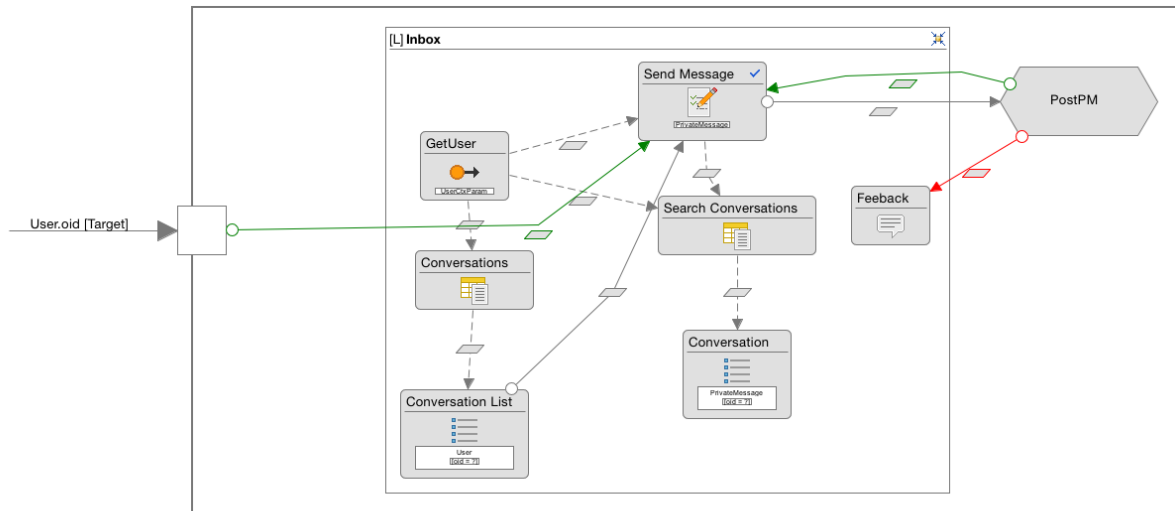 [L] Inbox
Send Message
PrivateMessage
PostPM
GetUser
UserCtxParam
Feeback
Search Conversations
User.oid [Target]
Conversations
Conversation
PrivateMessage
[oid = ?]
Conversation List
User
[oid = ?]